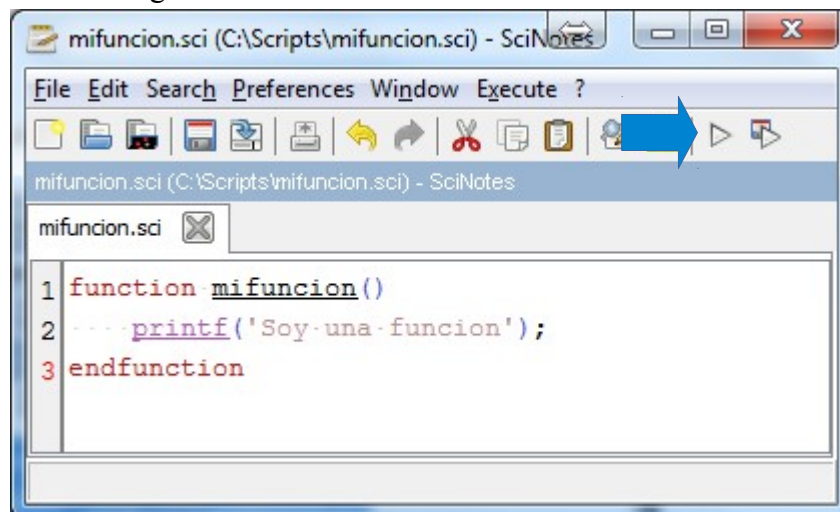 mifuncion.sci (C:\Scripts\mifuncion.sci) - SciNotes
File Edit Search Preferences Window Execute ?
mifuncion.sci (C:\Scripts\mifuncion.sci) - SciNotes
mifuncion.sci
1 function mifuncion()
2 printf('Soy una funcion');
3 endfunction